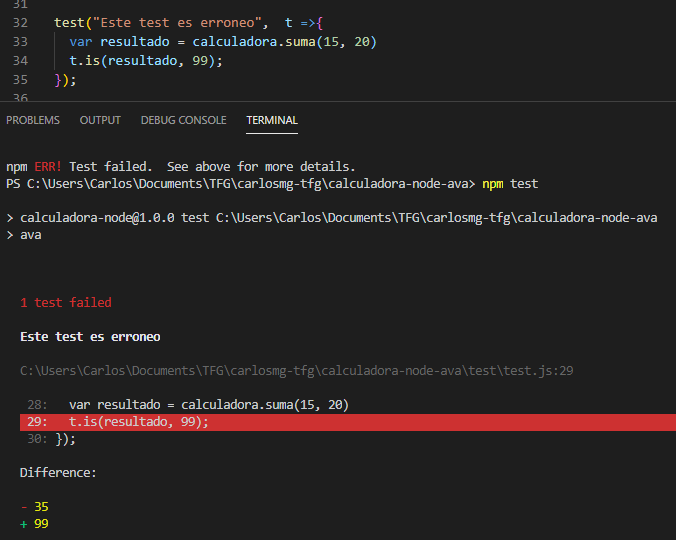 31
32 test("Este test es erroneo",  t =>{
33 var resultado = calculadora.suma(15, 20)
34 t.is(resultado, 99);
35 });
36
PROBLEMS OUTPUT DEBUG CONSOLE TERMINAL
npm ERR! Test failed.  See above for more details.
PS C:\Users\Carlos\Documents\TFG\carlosmg-tfg\calculadora-node-ava> npm test
> calculadora-node@1.0.0 test C:\Users\Carlos\Documents\TFG\carlosmg-tfg\calculadora-node-ava
> ava
1 test failed
Este test es erroneo
C:\Users\Carlos\Documents\TFG\carlosmg-tfg\calculadora-node-ava\test\test.js:29
28: var resultado = calculadora.suma(15, 20)
29: t.is(resultado, 99);
30: });
Difference:
- 35
+ 99